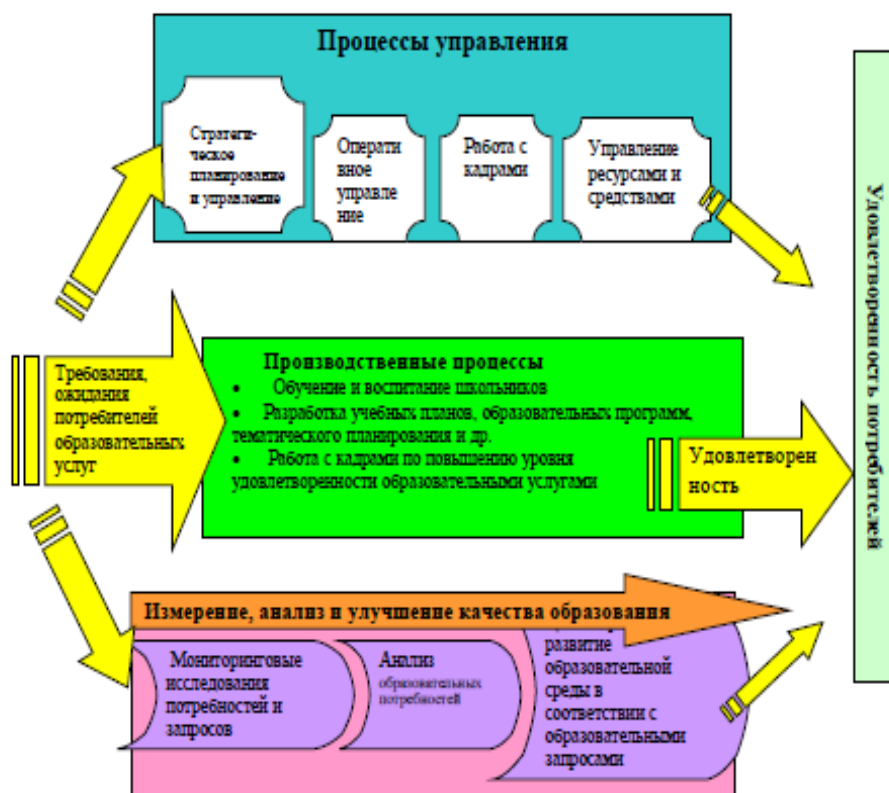 Процессы управления
Стратеги-
ческое
планирование
и управление
Операти
вное
управле
ние
Работа с
кадрами
Управление
ресурсами и
средствами
Требования,
ожидания
потребителей
образовательных
услуг
Производственные процессы
• Обучение и воспитание школьников
• Разработка учебных планов, образовательных программ,
тематического планирования и др.
• Работа с кадрами по повышению уровня
удовлетворенности образовательными услугами
Удовлетворен
ность
Удовлетворенность потребителей
Измерение, анализ и улучшение качества образования
Мониторинговые
исследования
потребностей и
запросов
Анализ
образовательных
потребностей
развитие
образовательной
среды в
соответствии с
образовательными
запросами